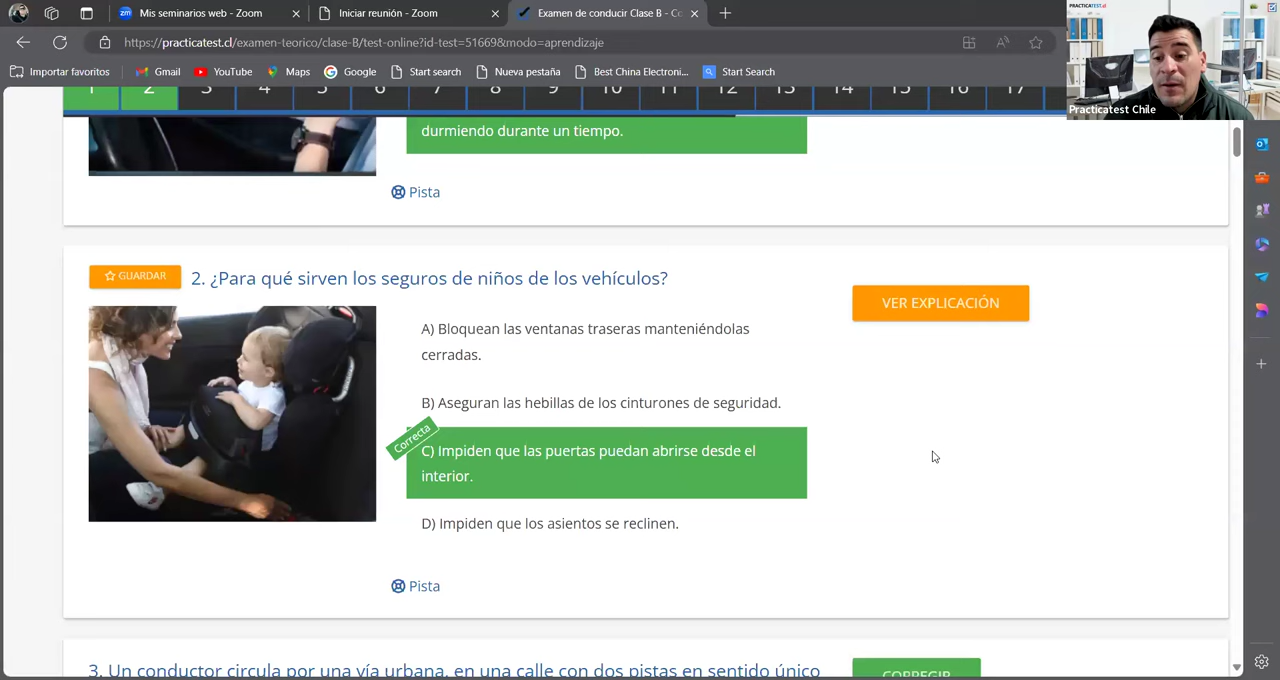 Mis seminarios web - Zoom
Iniciar reunión - Zoom
Examen de conducir Clase B - Co
https://practicatest.cl/examen-teorico/clase-B/test-online?id-test=51669&modo=aprendizaje
Importar favoritos
Gmail
YouTube
Maps
Google
Start search
Nueva pestaña
Best China Electroni...
Start Search
PRACTICATEST.cl
Practicatest Chile
1 2 3 4 5 6 7 8 9 10 11 12 13 14 15 16 17
durmiendo durante un tiempo.
Pista
GUARDAR
2. ¿Para qué sirven los seguros de niños de los vehículos?
VER EXPLICACIÓN
A) Bloquean las ventanas traseras manteniéndolas
cerradas.
B) Aseguran las hebillas de los cinturones de seguridad.
Correcta
C) Impiden que las puertas puedan abrirse desde el
interior.
D) Impiden que los asientos se reclinen.
Pista
3. Un conductor circula por una vía urbana, en una calle con dos pistas en sentido único
CORREGIR